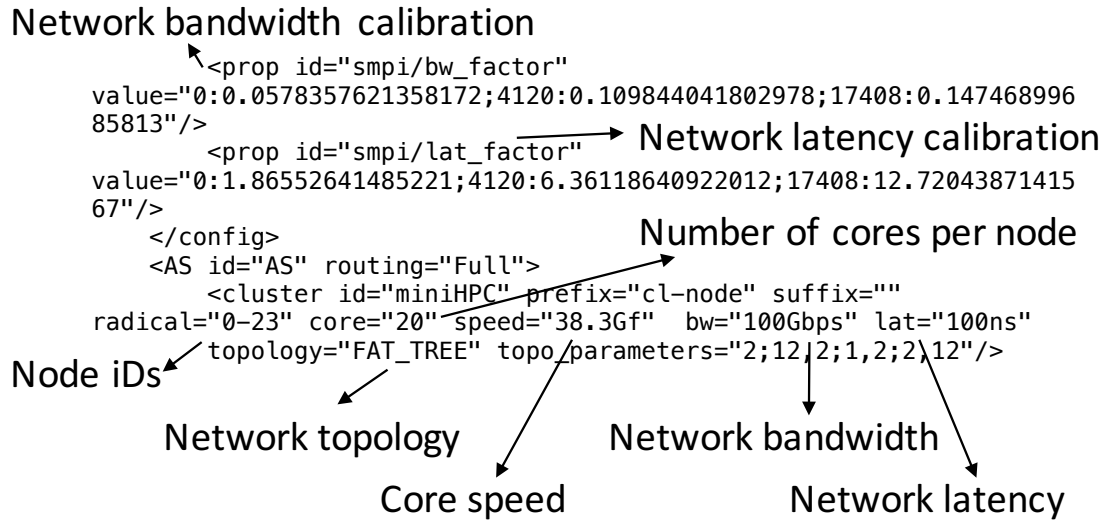 Network bandwidth calibration
<prop id="smpi/bw_factor"
value="0:0.0578357621358172;4120:0.109844041802978;17408:0.147468996
85813"/>
Network latency calibration
<prop id="smpi/lat_factor"
value="0:1.86552641485221;4120:6.36118640922012;17408:12.72043871415
67"/>
</config>
Number of cores per node
<AS id="AS" routing="Full">
<cluster id="miniHPC" prefix="cl-node" suffix=""
radical="0-23" core="20" speed="38.3Gf" bw="100Gbps" lat="100ns"
topology="FAT_TREE" topo_parameters="2;12,2;1,2;2,12"/>
Node iDs
Network topology
Network bandwidth
Core speed
Network latency